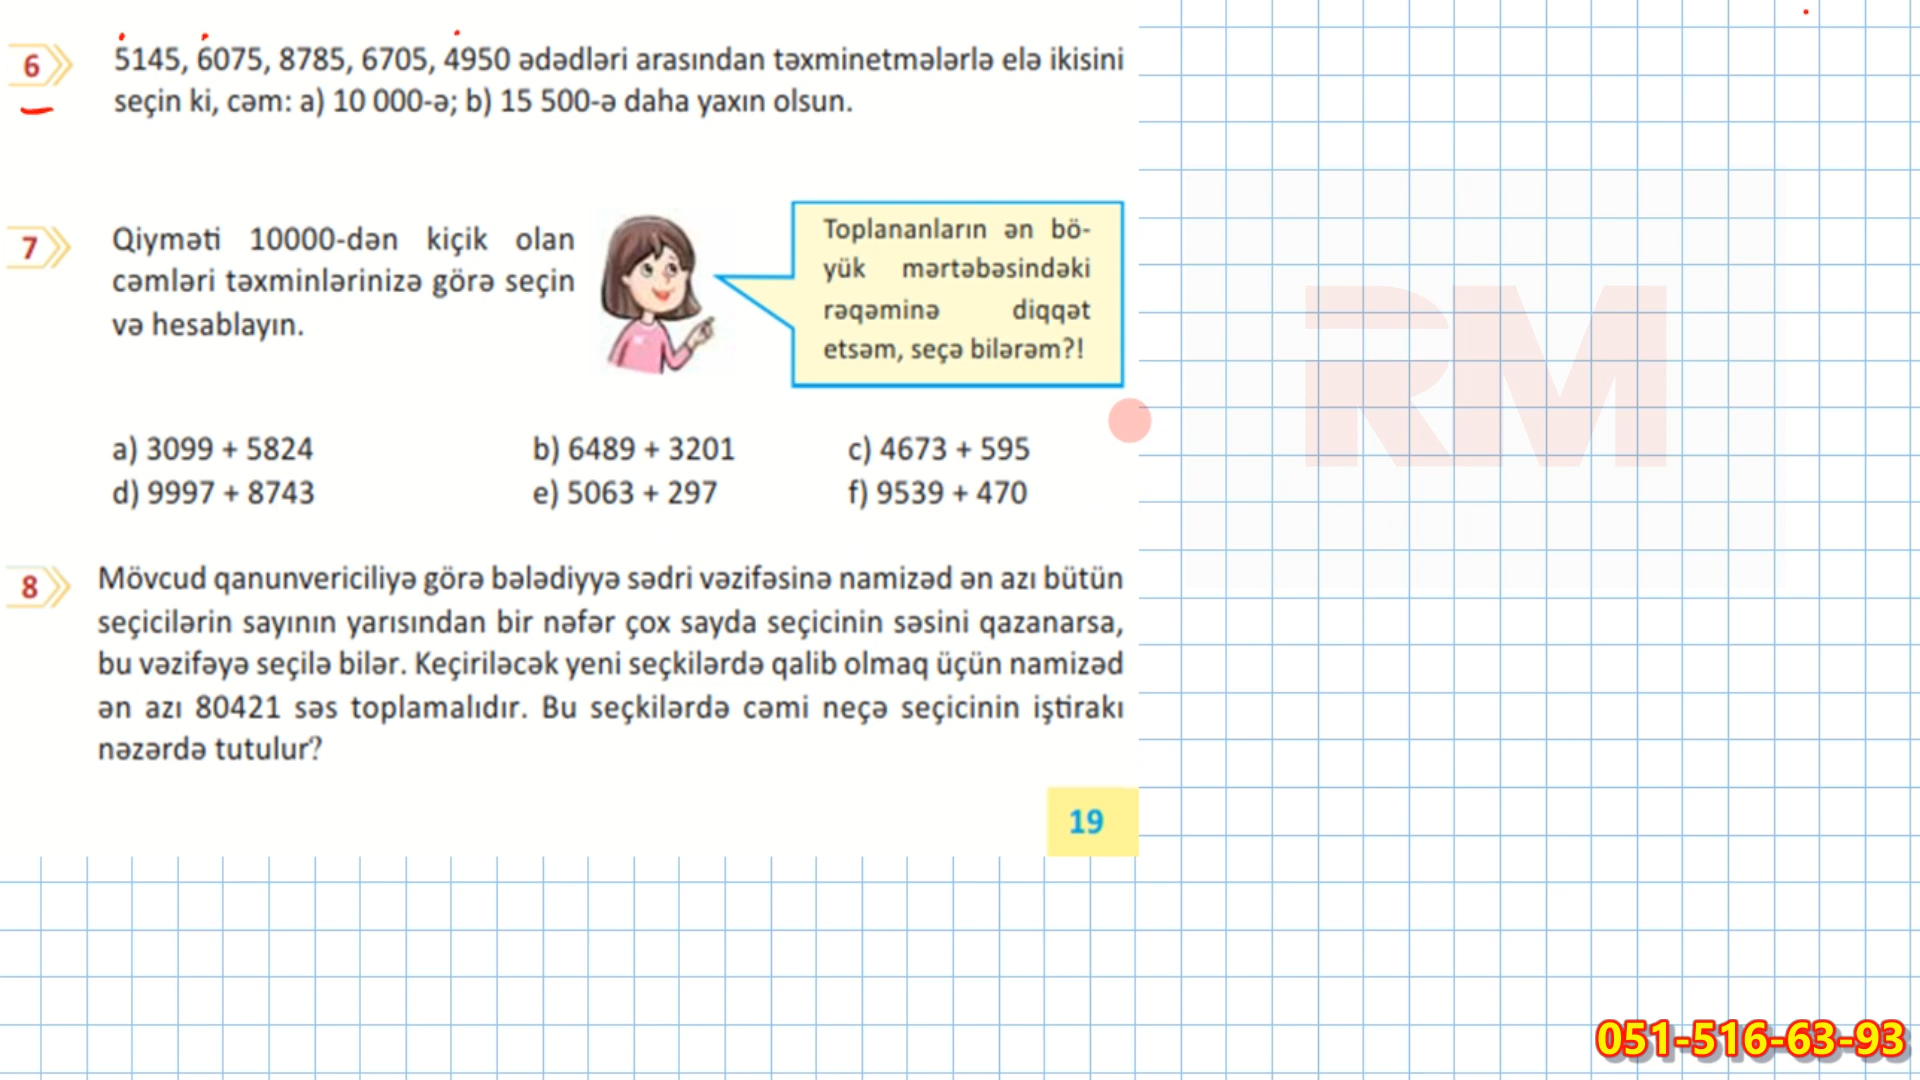 6
5145, 6075, 8785, 6705, 4950 ədədləri arasından təxminetmələrlə elə ikisini
seçin ki, cəm: a) 10 000-ə; b) 15 500-ə daha yaxın olsun.
7
Qiyməti 10000-dən kiçik olan
cəmləri təxminlərinizə görə seçin
və hesablayın.
Toplananların ən bö-
yük mərtəbəsindəki
rəqəminə diqqət
etsəm, seçə bilərəm?!
RM
a) 3099 + 5824 b) 6489 + 3201 c) 4673 + 595
d) 9997 + 8743 e) 5063 + 297 f) 9539 + 470
8
Mövcud qanunvericiliyə görə bələdiyyə sədri vəzifəsinə namizəd ən azı bütün
seçicilərin sayının yarısından bir nəfər çox sayda seçicinin səsini qazanarsa,
bu vəzifəyə seçilə bilər. Keçiriləcək yeni seçkilərdə qalib olmaq üçün namizəd
ən azı 80421 səs toplamalıdır. Bu seçkilərdə cəmi neçə seçicinin iştirakı
nəzərdə tutulur?
19
051-516-63-93